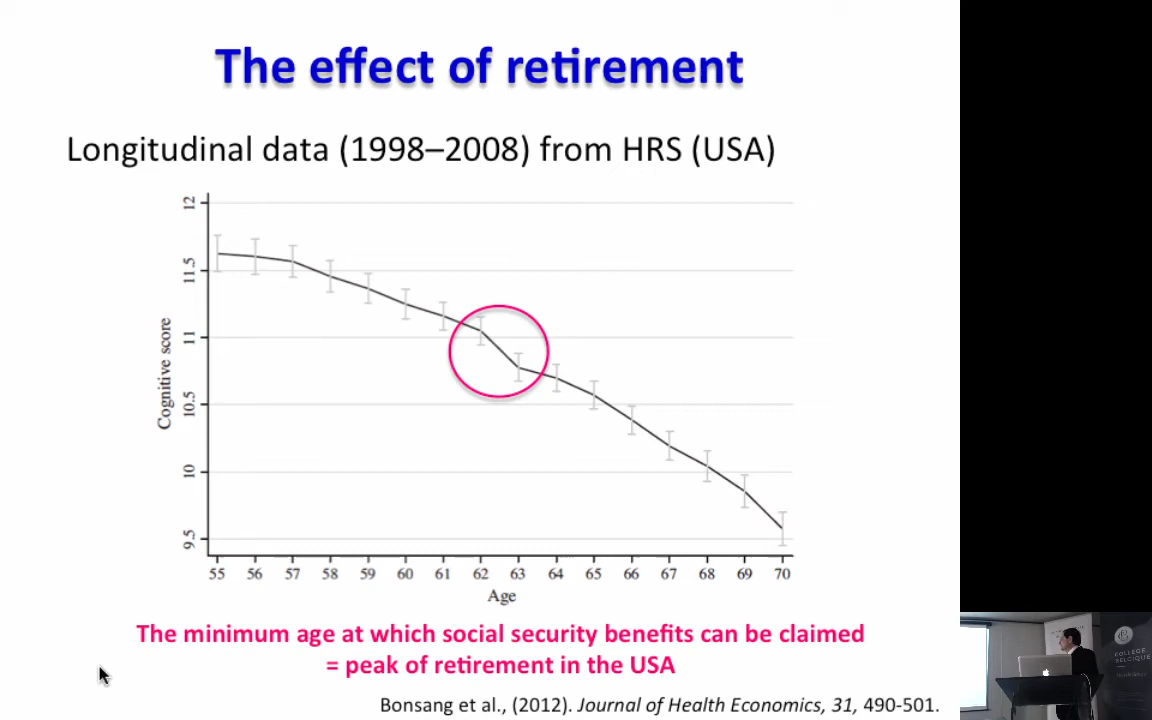 The effect of retirement
Longitudinal data (1998–2008) from HRS (USA)
12
11.5
11
10.5
10
9.5
Cognitive score
55 56 57 58 59 60 61 62 63 64 65 66 67 68 69 70
Age
The minimum age at which social security benefits can be claimed
= peak of retirement in the USA
Bonsang et al., (2012). Journal of Health Economics, 31, 490-501.
COLLEGE
BELGIQUE